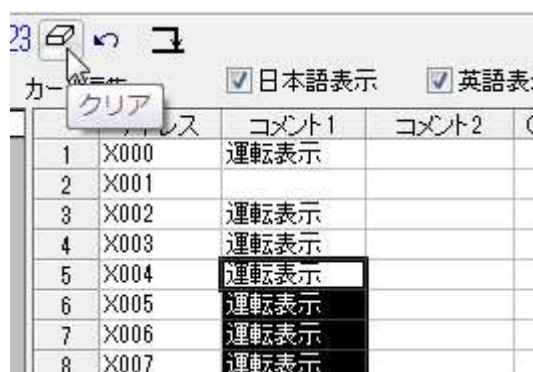 23
クリア
日本語表示 英語表
レス コメント1 コメント2
1 X000 運転表示
2 X001
3 X002 運転表示
4 X003 運転表示
5 X004 運転表示
6 X005 運転表示
7 X006 運転表示
8 X007 運転表示